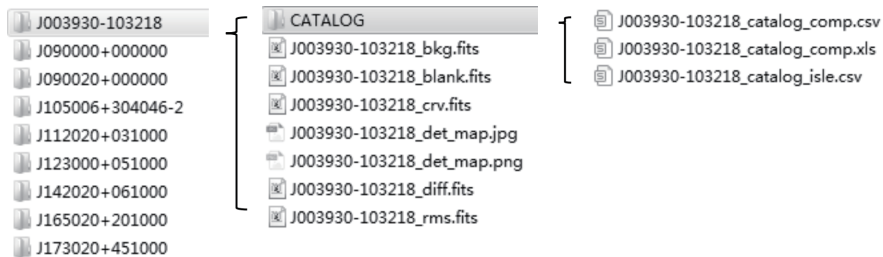 J003930-103218
J090000+000000
J090020+000000
J105006+304046-2
J112020+031000
J123000+051000
J142020+061000
J165020+201000
J173020+451000
CATALOG
J003930-103218_bkg.fits
J003930-103218_blank.fits
J003930-103218_crv.fits
J003930-103218_det_map.jpg
J003930-103218_det_map.png
J003930-103218_diff.fits
J003930-103218_rms.fits
J003930-103218_catalog_comp.csv
J003930-103218_catalog_comp.xls
J003930-103218_catalog_isle.csv